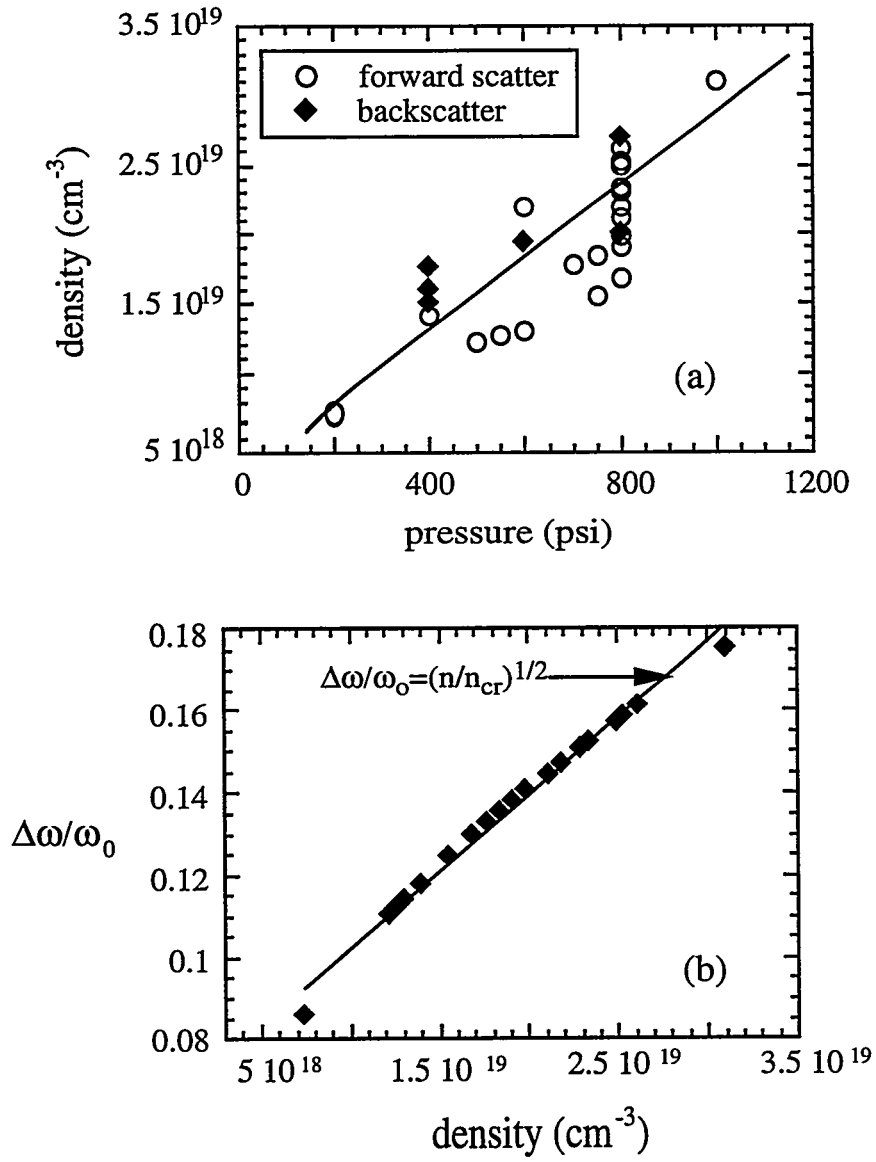 3.5 10^19
forward scatter
backscatter
2.5 10^19
density (cm^-3)
1.5 10^19
(a)
5 10^18
0 400 800 1200
pressure (psi)
0.18
Δω/ω_o=(n/n_cr)^1/2
0.16
0.14
Δω/ω_0
0.12
0.1
(b)
0.08
5 10^18 1.5 10^19 2.5 10^19 3.5 10^19
density (cm^-3)